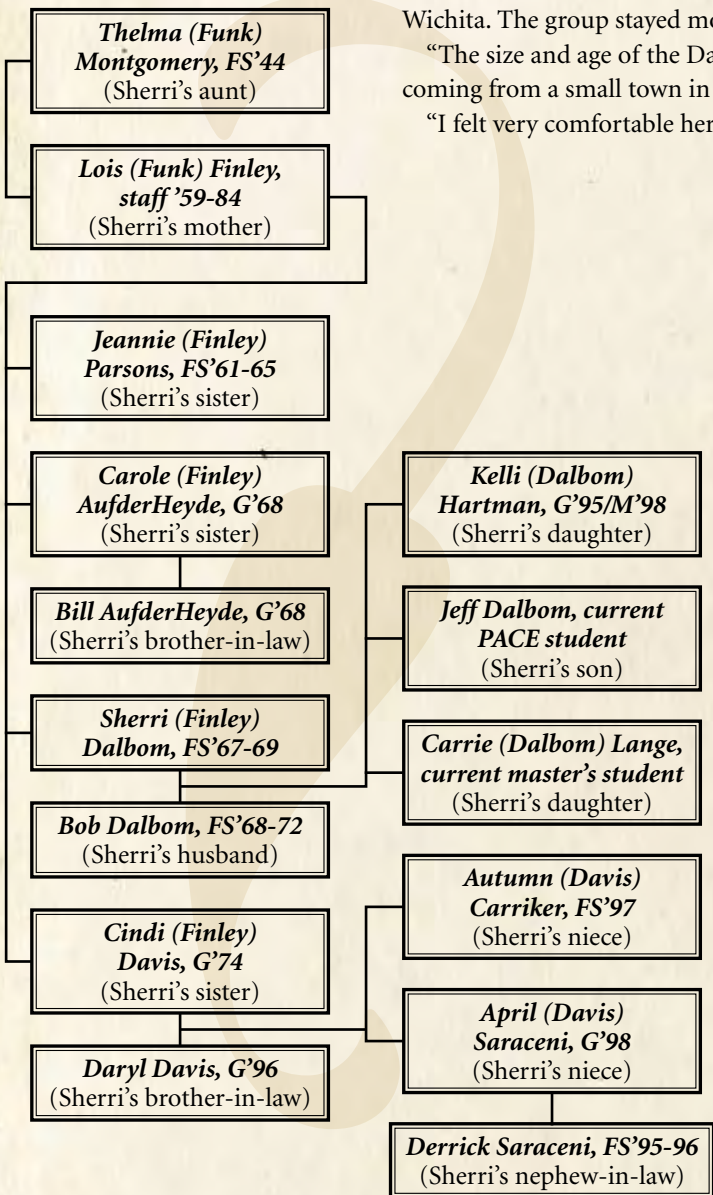 Thelma (Funk)
Montgomery, FS’44
(Sherri’s aunt)
Lois (Funk) Finley,
staff ’59-84
(Sherri’s mother)
Jeannie (Finley)
Parsons, FS’61-65
(Sherri’s sister)
Carole (Finley)
AufderHeyde, G’68
(Sherri’s sister)
Bill AufderHeyde, G’68
(Sherri’s brother-in-law)
Sherri (Finley)
Dalbom, FS’67-69
Bob Dalbom, FS’68-72
(Sherri’s husband)
Cindi (Finley)
Davis, G’74
(Sherri’s sister)
Daryl Davis, G’96
(Sherri’s brother-in-law)
Wichita. The group stayed
“The size and age of the
coming from a small town in
“I felt very comfortable
Kelli (Dalbom)
Hartman, G’95/M’98
(Sherri’s daughter)
Jeff Dalbom, current
PACE student
(Sherri’s son)
Carrie (Dalbom) Lange,
current master’s student
(Sherri’s daughter)
Autumn (Davis)
Carriker, FS’97
(Sherri’s niece)
April (Davis)
Saraceni, G’98
(Sherri’s niece)
Derrick Saraceni, FS’95-96
(Sherri’s nephew-in-law)